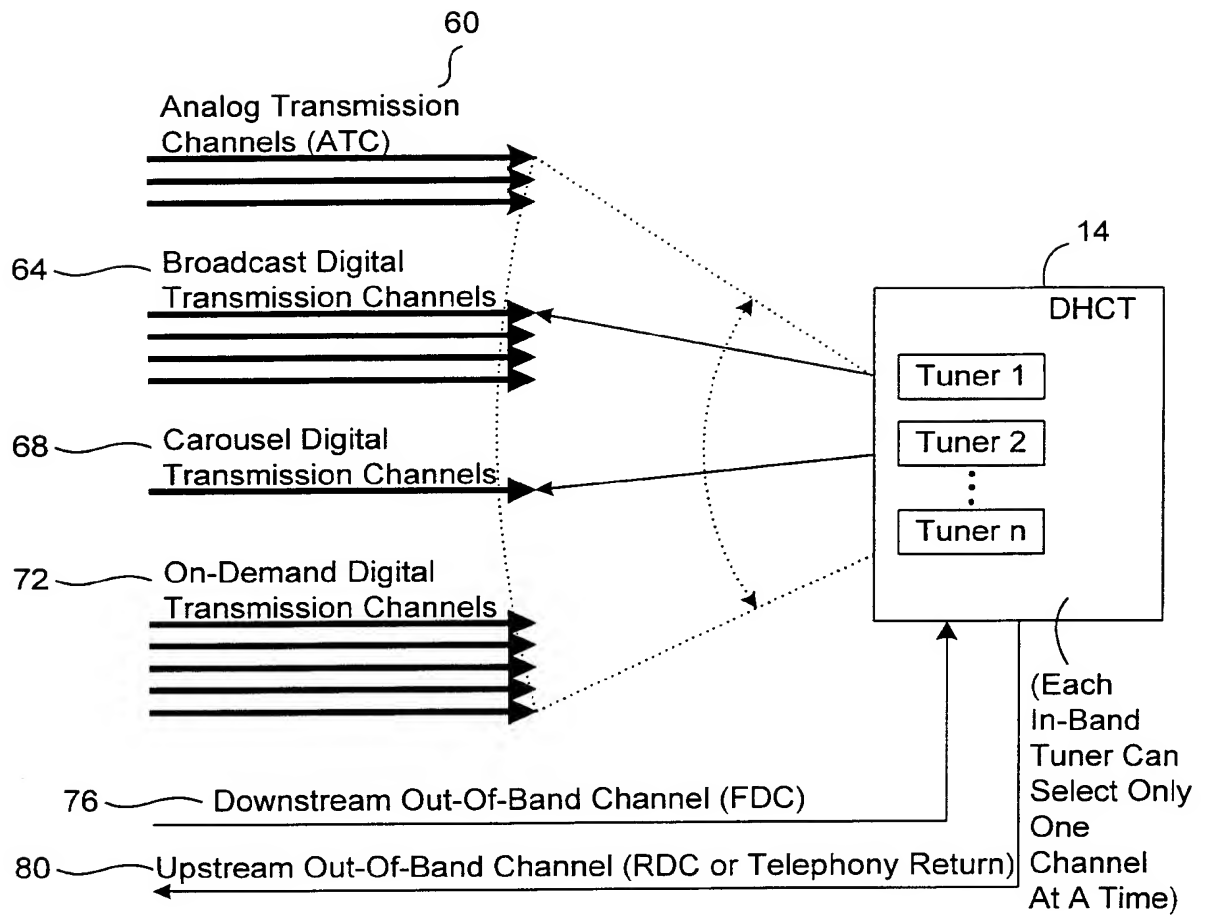 60
Analog Transmission
Channels (ATC)
64
Broadcast Digital
Transmission Channels
68
Carousel Digital
Transmission Channels
72
On-Demand Digital
Transmission Channels
14
DHCT
Tuner 1
Tuner 2
Tuner n
(Each
In-Band
Tuner Can
Select Only
One
Channel
At A Time)
76
Downstream Out-Of-Band Channel (FDC)
80
Upstream Out-Of-Band Channel (RDC or Telephony Return)